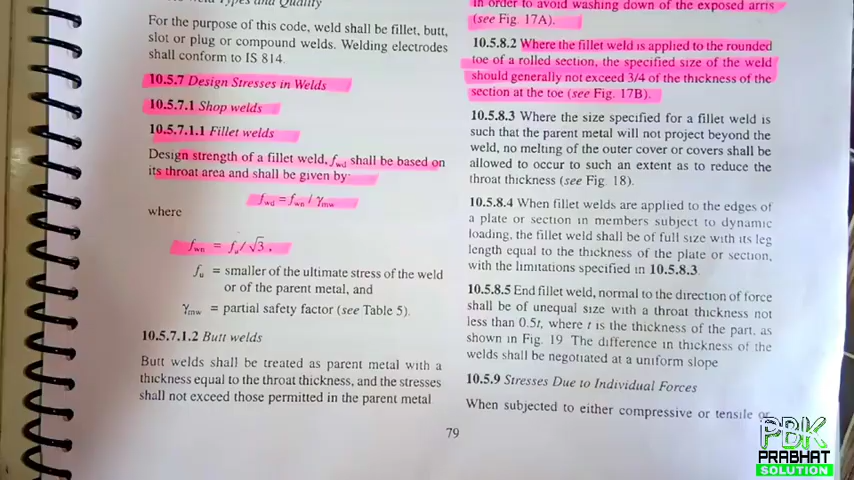 Types and Quality
For the purpose of this code, weld shall be fillet, butt,
slot or plug or compound welds. Welding electrodes
shall conform to IS 814.
10.5.7 Design Stresses in Welds
10.5.7.1 Shop welds
10.5.7.1.1 Fillet welds
Design strength of a fillet weld, fwd shall be based on
its throat area and shall be given by:
fwd = fwn / γmw
where
fwn = fu / √3 ,
fu = smaller of the ultimate stress of the weld
or of the parent metal, and
γmw = partial safety factor (see Table 5).
10.5.7.1.2 Butt welds
Butt welds shall be treated as parent metal with a
thickness equal to the throat thickness, and the stresses
shall not exceed those permitted in the parent metal
in order to avoid washing down of the exposed arris
(see Fig. 17A).
10.5.8.2 Where the fillet weld is applied to the rounded
toe of a rolled section, the specified size of the weld
should generally not exceed 3/4 of the thickness of the
section at the toe (see Fig. 17B).
10.5.8.3 Where the size specified for a fillet weld is
such that the parent metal will not project beyond the
weld, no melting of the outer cover or covers shall be
allowed to occur to such an extent as to reduce the
throat thickness (see Fig. 18).
10.5.8.4 When fillet welds are applied to the edges of
a plate or section in members subject to dynamic
loading, the fillet weld shall be of full size with its leg
length equal to the thickness of the plate or section,
with the limitations specified in 10.5.8.3.
10.5.8.5 End fillet weld, normal to the direction of force
shall be of unequal size with a throat thickness not
less than 0.5t, where t is the thickness of the part, as
shown in Fig. 19 The difference in thickness of the
welds shall be negotiated at a uniform slope
10.5.9 Stresses Due to Individual Forces
When subjected to either compressive or tensile or
79
PBK
PRABHAT
SOLUTION